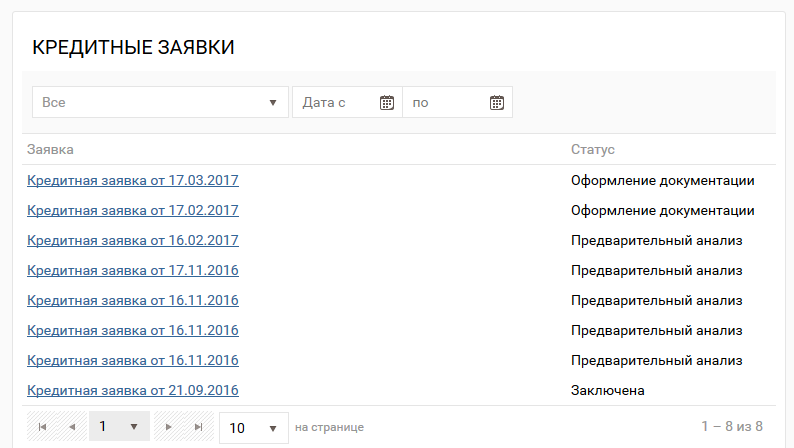 КРЕДИТНЫЕ ЗАЯВКИ
Все Дата с по
Заявка Статус
Кредитная заявка от 17.03.2017 Оформление документации
Кредитная заявка от 17.02.2017 Оформление документации
Кредитная заявка от 16.02.2017 Предварительный анализ
Кредитная заявка от 17.11.2016 Предварительный анализ
Кредитная заявка от 16.11.2016 Предварительный анализ
Кредитная заявка от 16.11.2016 Предварительный анализ
Кредитная заявка от 16.11.2016 Предварительный анализ
Кредитная заявка от 21.09.2016 Заключена
1 10 на странице 1 – 8 из 8